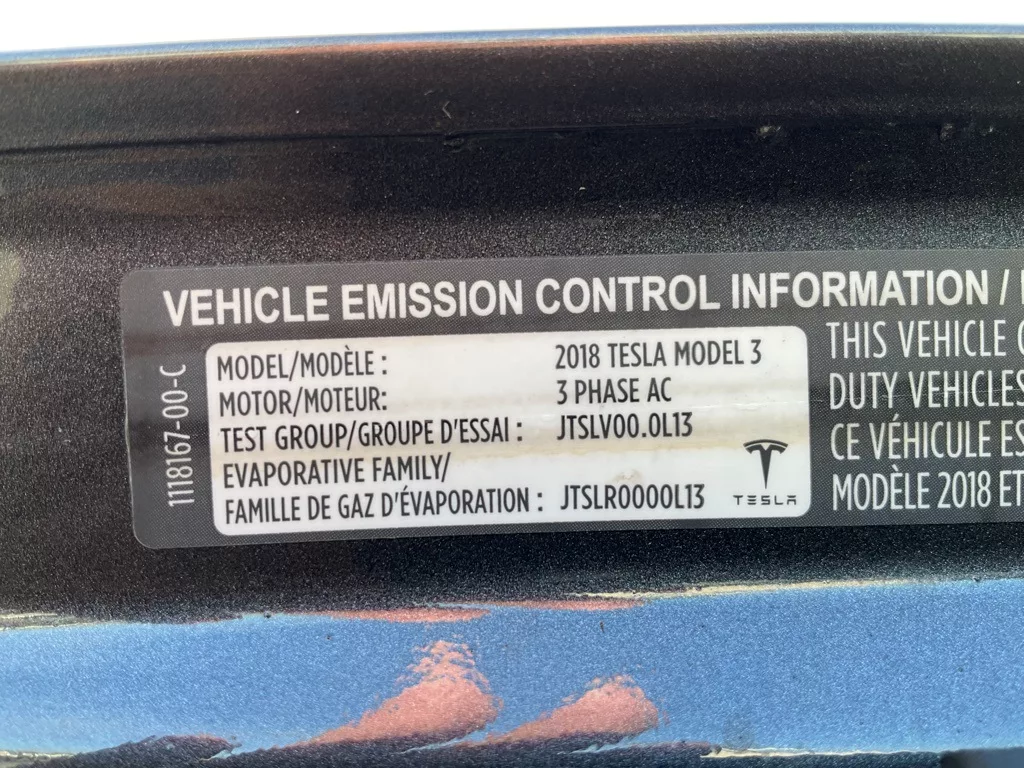 VEHICLE EMISSION CONTROL INFORMATION /
1118167-00-C
MODEL/MODÈLE : 2018 TESLA MODEL 3
MOTOR/MOTEUR: 3 PHASE AC
TEST GROUP/GROUPE D'ESSAI : JTSLV00.0L13
EVAPORATIVE FAMILY/
FAMILLE DE GAZ D'ÉVAPORATION : JTSLR0000L13
TESLA
THIS VEHICLE
DUTY VEHICLES
CE VÉHICULE ES
MODÈLE 2018 ET